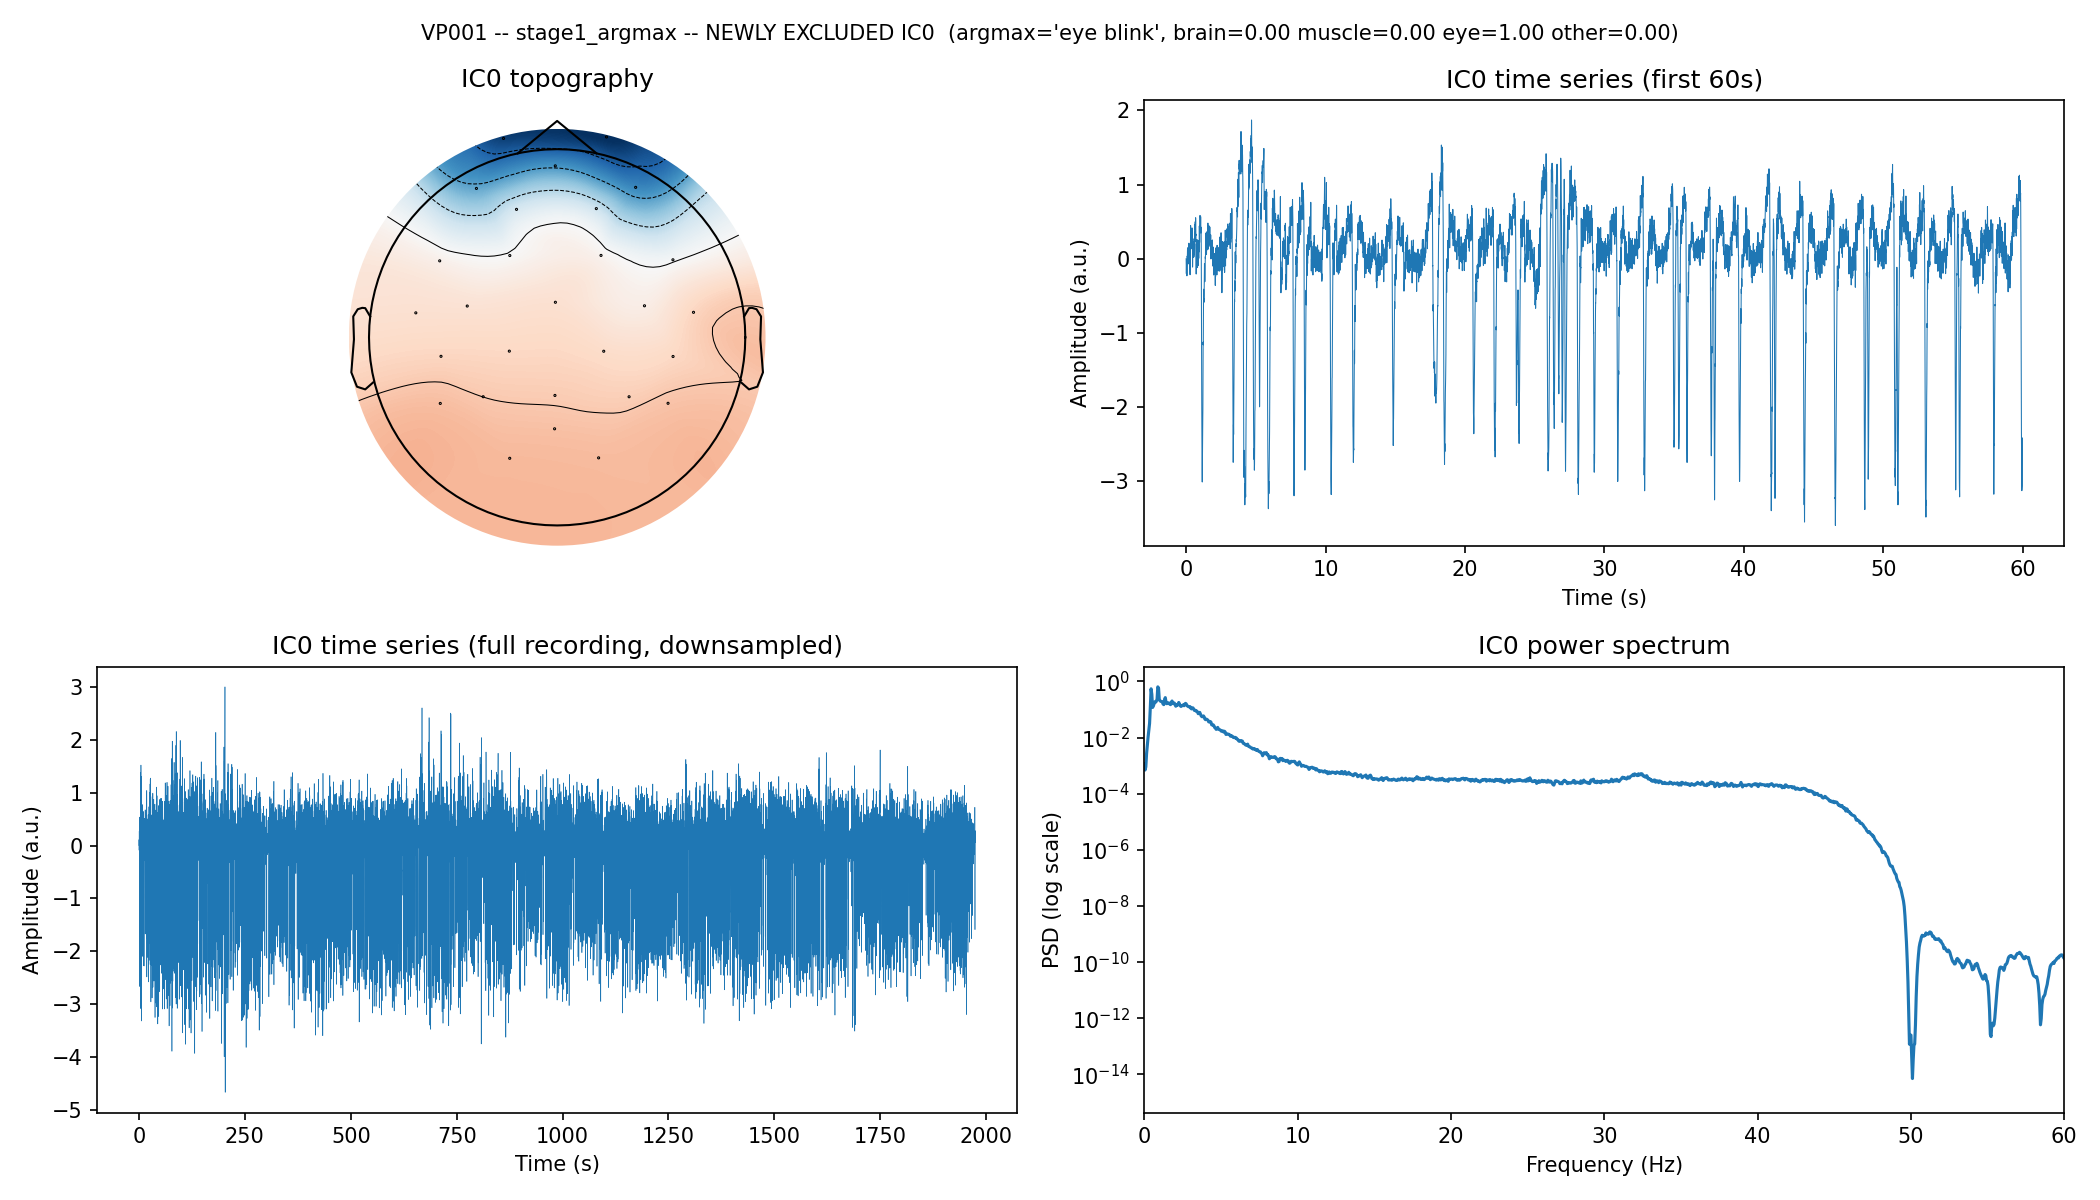 VP001 -- stage1_argmax -- NEWLY EXCLUDED IC0  (argmax='eye blink', brain=0.00 muscle=0.00 eye=1.00 other=0.00)
IC0 topography
IC0 time series (first 60s)
2
1
0
−1
−2
−3
Amplitude (a.u.)
0 10 20 30 40 50 60
Time (s)
IC0 time series (full recording, downsampled)
3
2
1
0
−1
−2
−3
−4
−5
Amplitude (a.u.)
0 250 500 750 1000 1250 1500 1750 2000
Time (s)
IC0 power spectrum
10⁰
10⁻²
10⁻⁴
10⁻⁶
10⁻⁸
10⁻¹⁰
10⁻¹²
10⁻¹⁴
PSD (log scale)
0 10 20 30 40 50 60
Frequency (Hz)